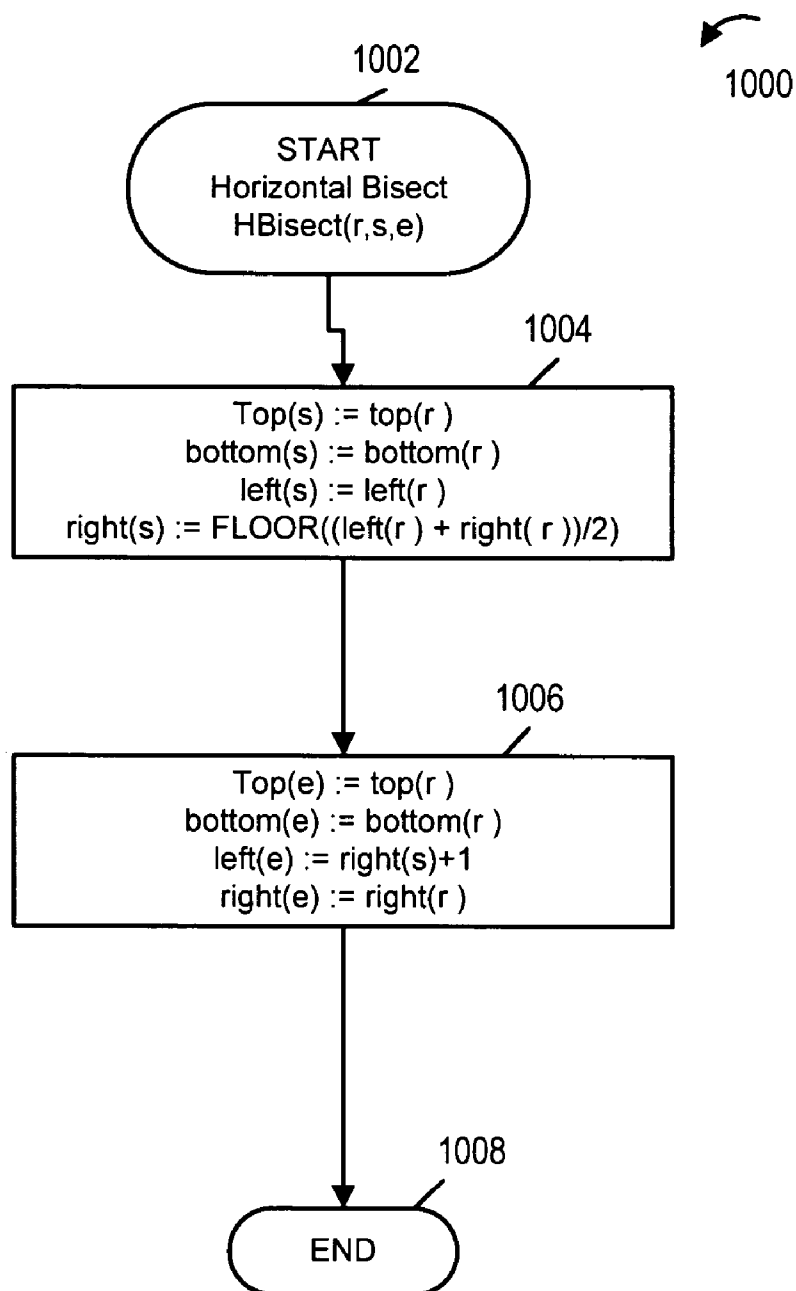 1000
1002
START
Horizontal Bisect
HBisect(r,s,e)
1004
Top(s) := top(r )
bottom(s) := bottom(r )
left(s) := left(r )
right(s) := FLOOR((left(r ) + right( r ))/2)
1006
Top(e) := top(r )
bottom(e) := bottom(r )
left(e) := right(s)+1
right(e) := right(r )
1008
END